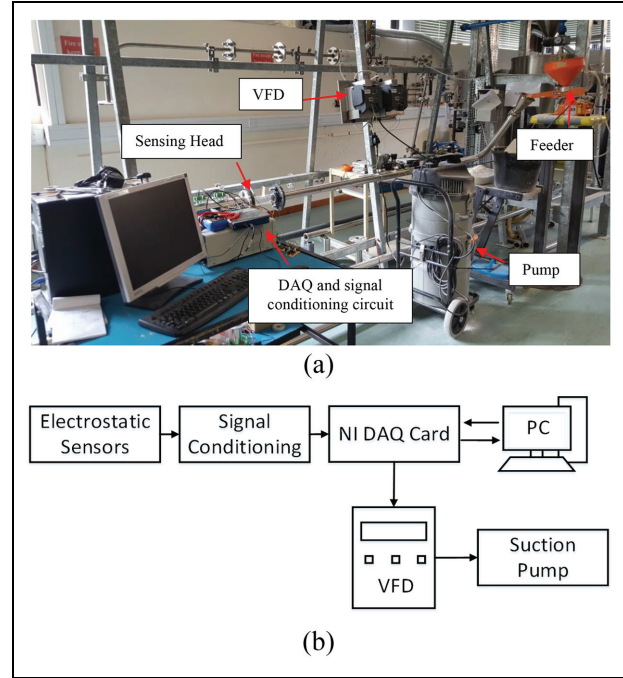 VFD
Sensing Head
Feeder
Pump
DAQ and signal
conditioning circuit
(a)
Electrostatic
Sensors
Signal
Conditioning
NI DAQ Card
PC
VFD
Suction
Pump
(b)